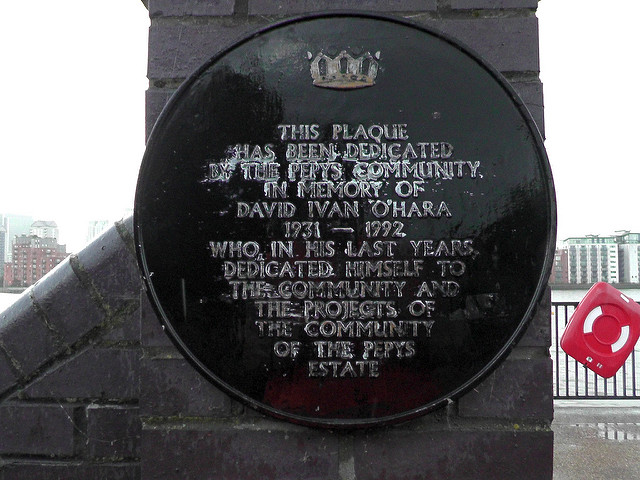 THIS PLAQUE
HAS BEEN DEDICATED
BY THE PEPYS COMMUNITY,
IN MEMORY OF
DAVID IVAN O'HARA
1931 — 1992
WHO, IN HIS LAST YEARS,
DEDICATED HIMSELF TO
THE COMMUNITY AND
THE PROJECTS OF
THE COMMUNITY
OF THE PEPYS
ESTATE